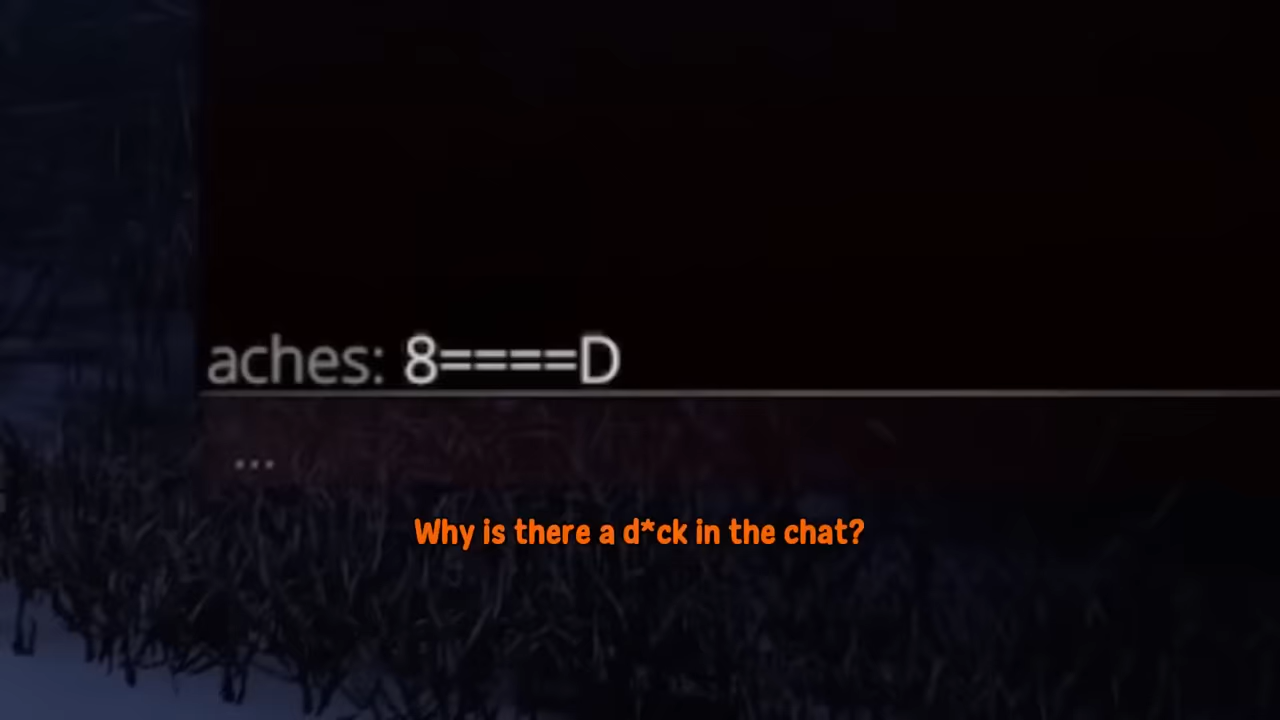 aches: 8====D
...
Why is there a d*ck in the chat?